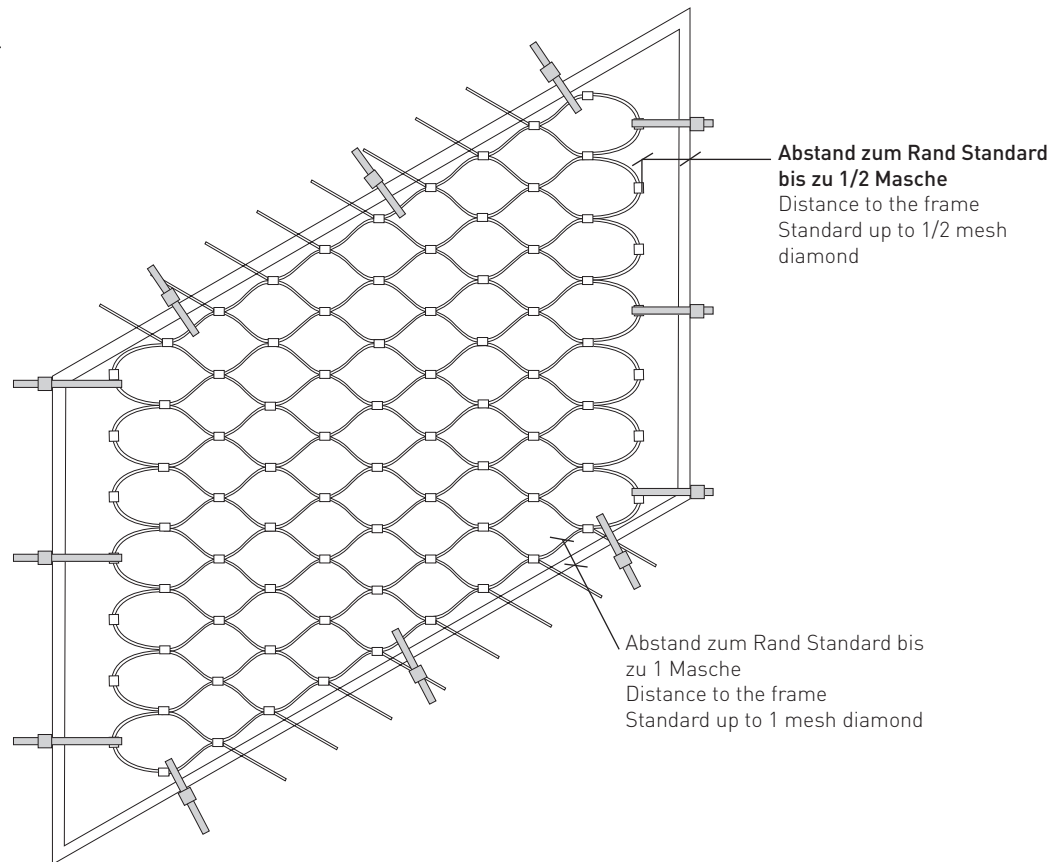 Abstand zum Rand Standard
bis zu 1/2 Masche
Distance to the frame
Standard up to 1/2 mesh
diamond
Abstand zum Rand Standard bis
zu 1 Masche
Distance to the frame
Standard up to 1 mesh diamond